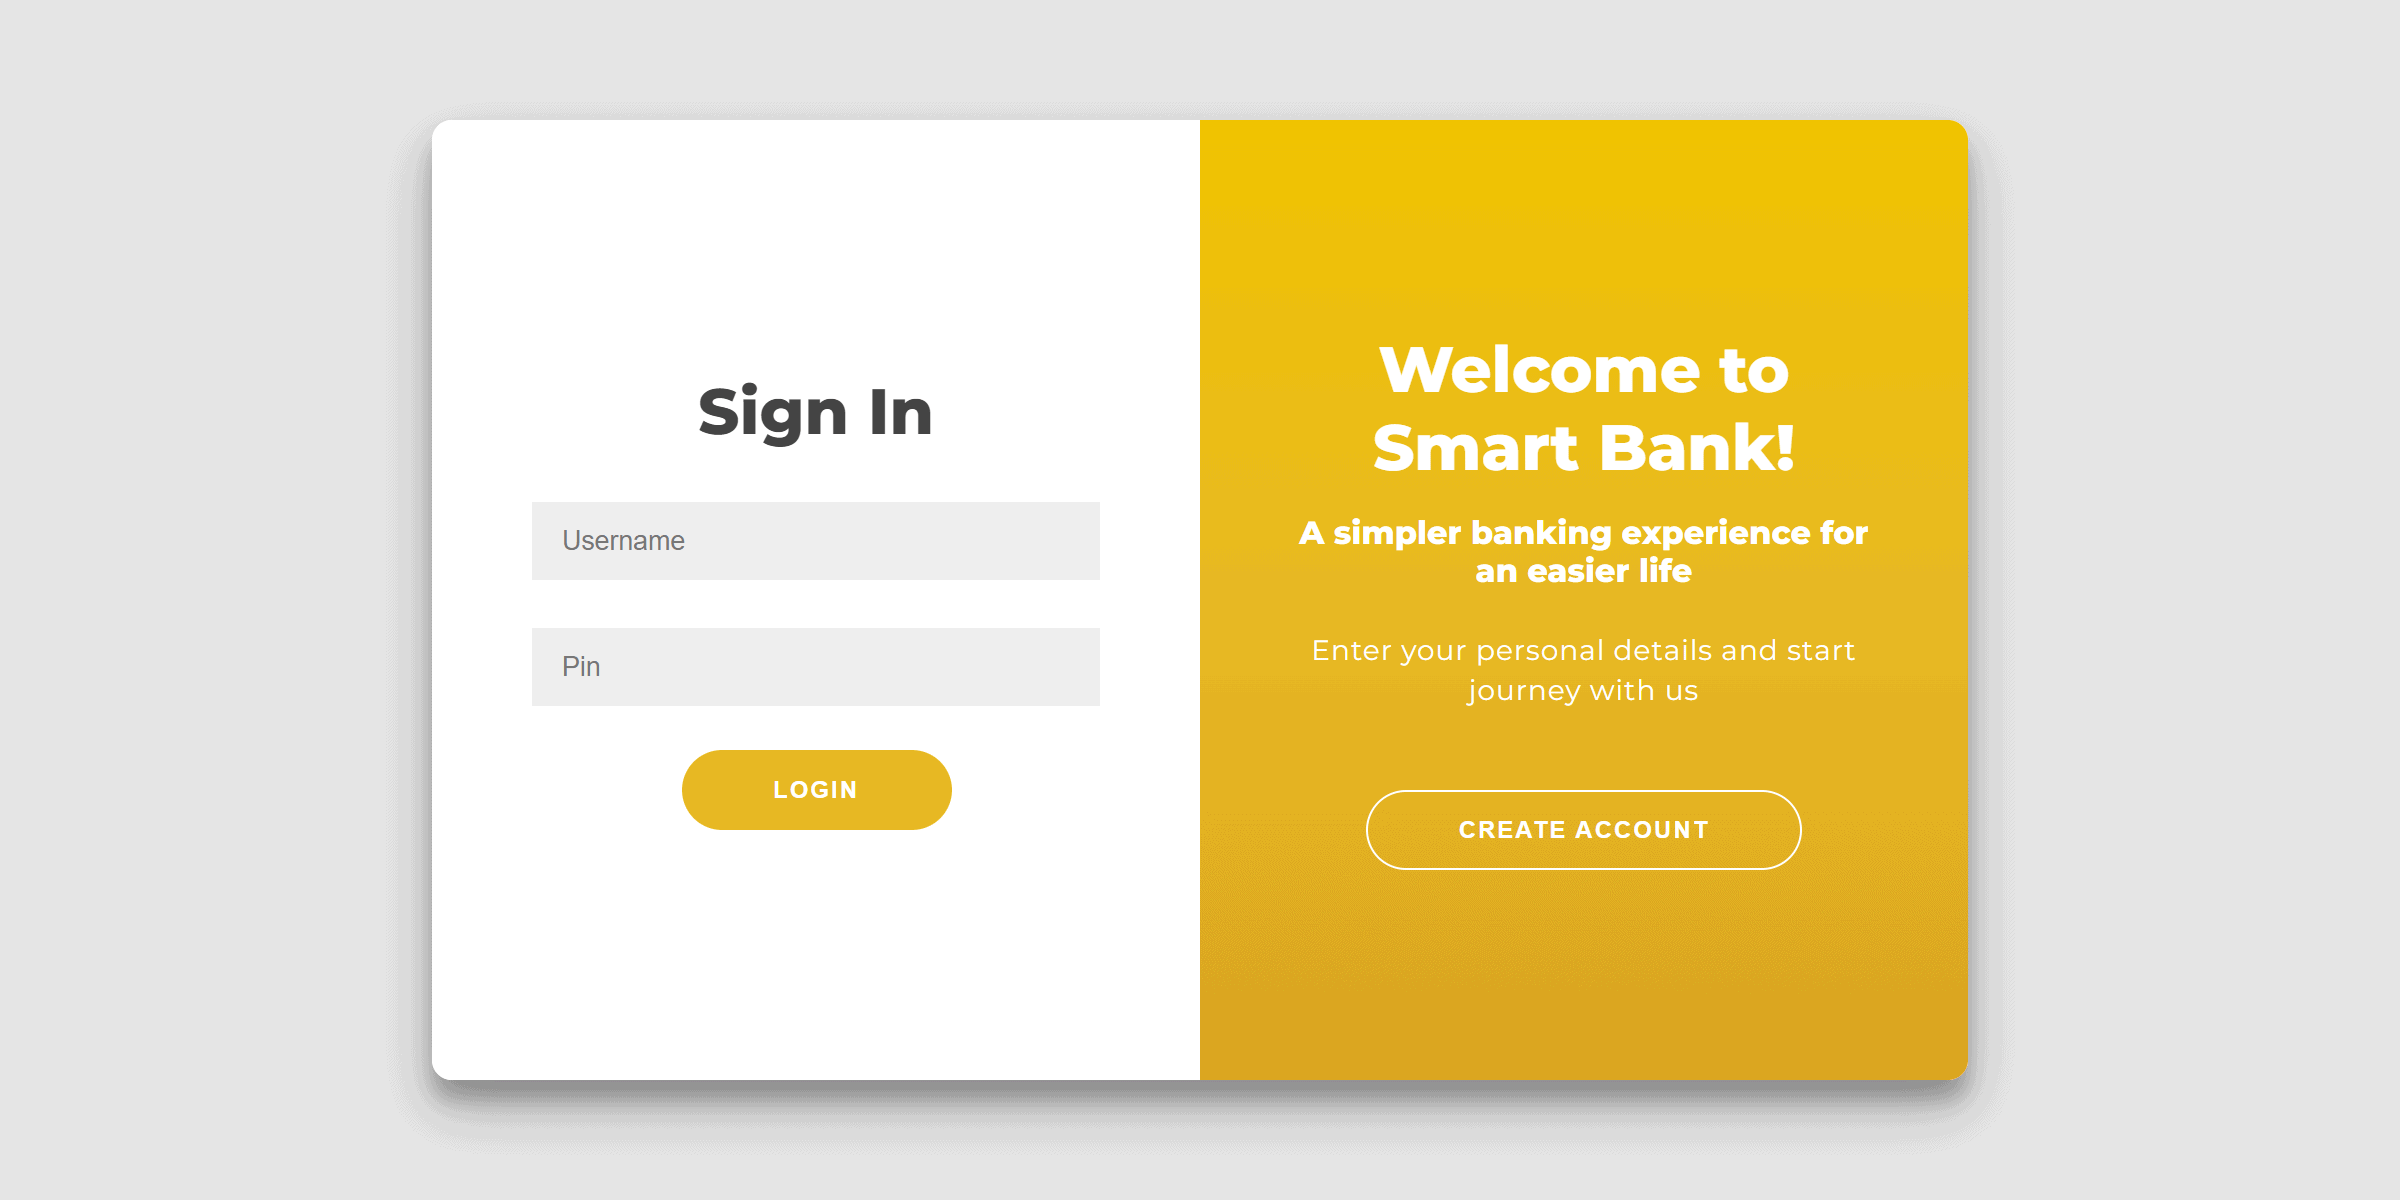 Sign In
Username
Pin
LOGIN
Welcome to
Smart Bank!
A simpler banking experience for
an easier life
Enter your personal details and start
journey with us
CREATE ACCOUNT